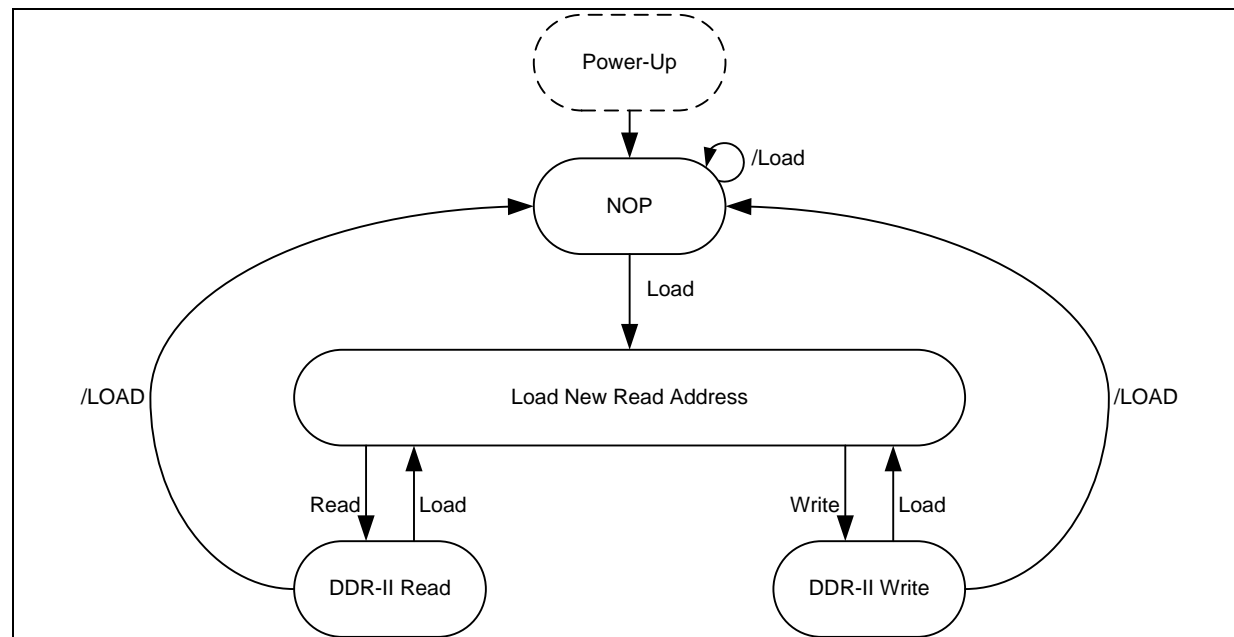 Power-Up
/Load
NOP
Load
/LOAD
Load New Read Address
/LOAD
Read
Load
Write
Load
DDR-II Read
DDR-II Write